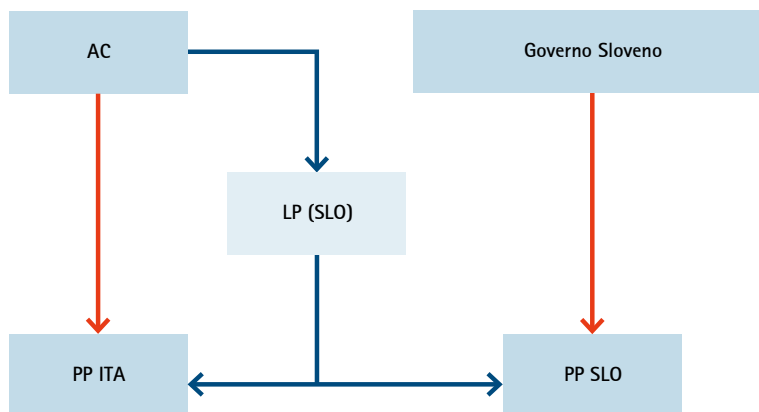 AC
Governo Sloveno
LP (SLO)
PP ITA
PP SLO